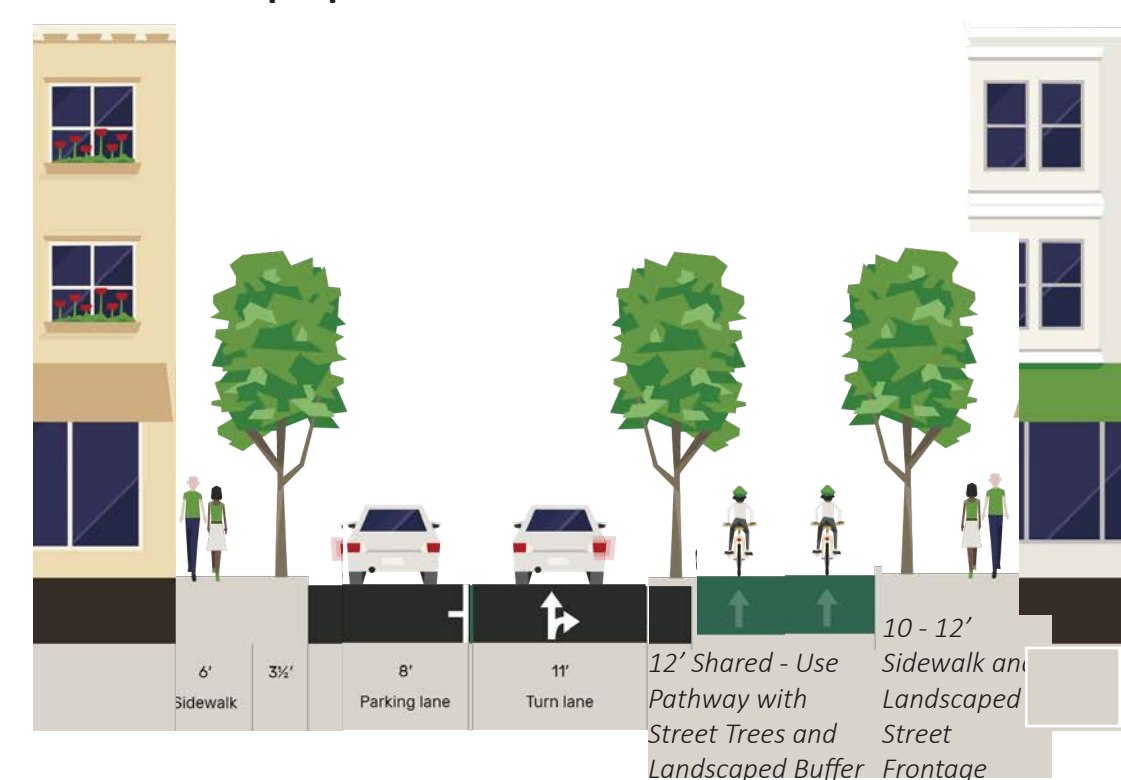 6'
Sidewalk
3½'
8'
Parking lane
11'
Turn lane
12' Shared - Use
Pathway with
Street Trees and
Landscaped Buffer
10 - 12'
Sidewalk and
Landscaped
Street
Frontage